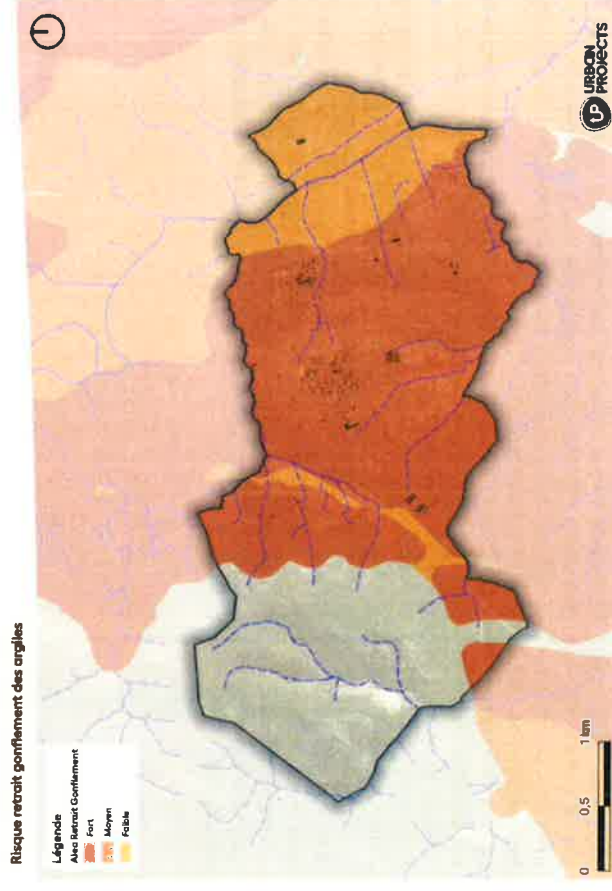 Risque retrait gonflement des argiles
Légende
Alea Retrait Gonflement
Fort
Moyen
Faible
0
0,5
1 km
UP URBAN
PROJECTS